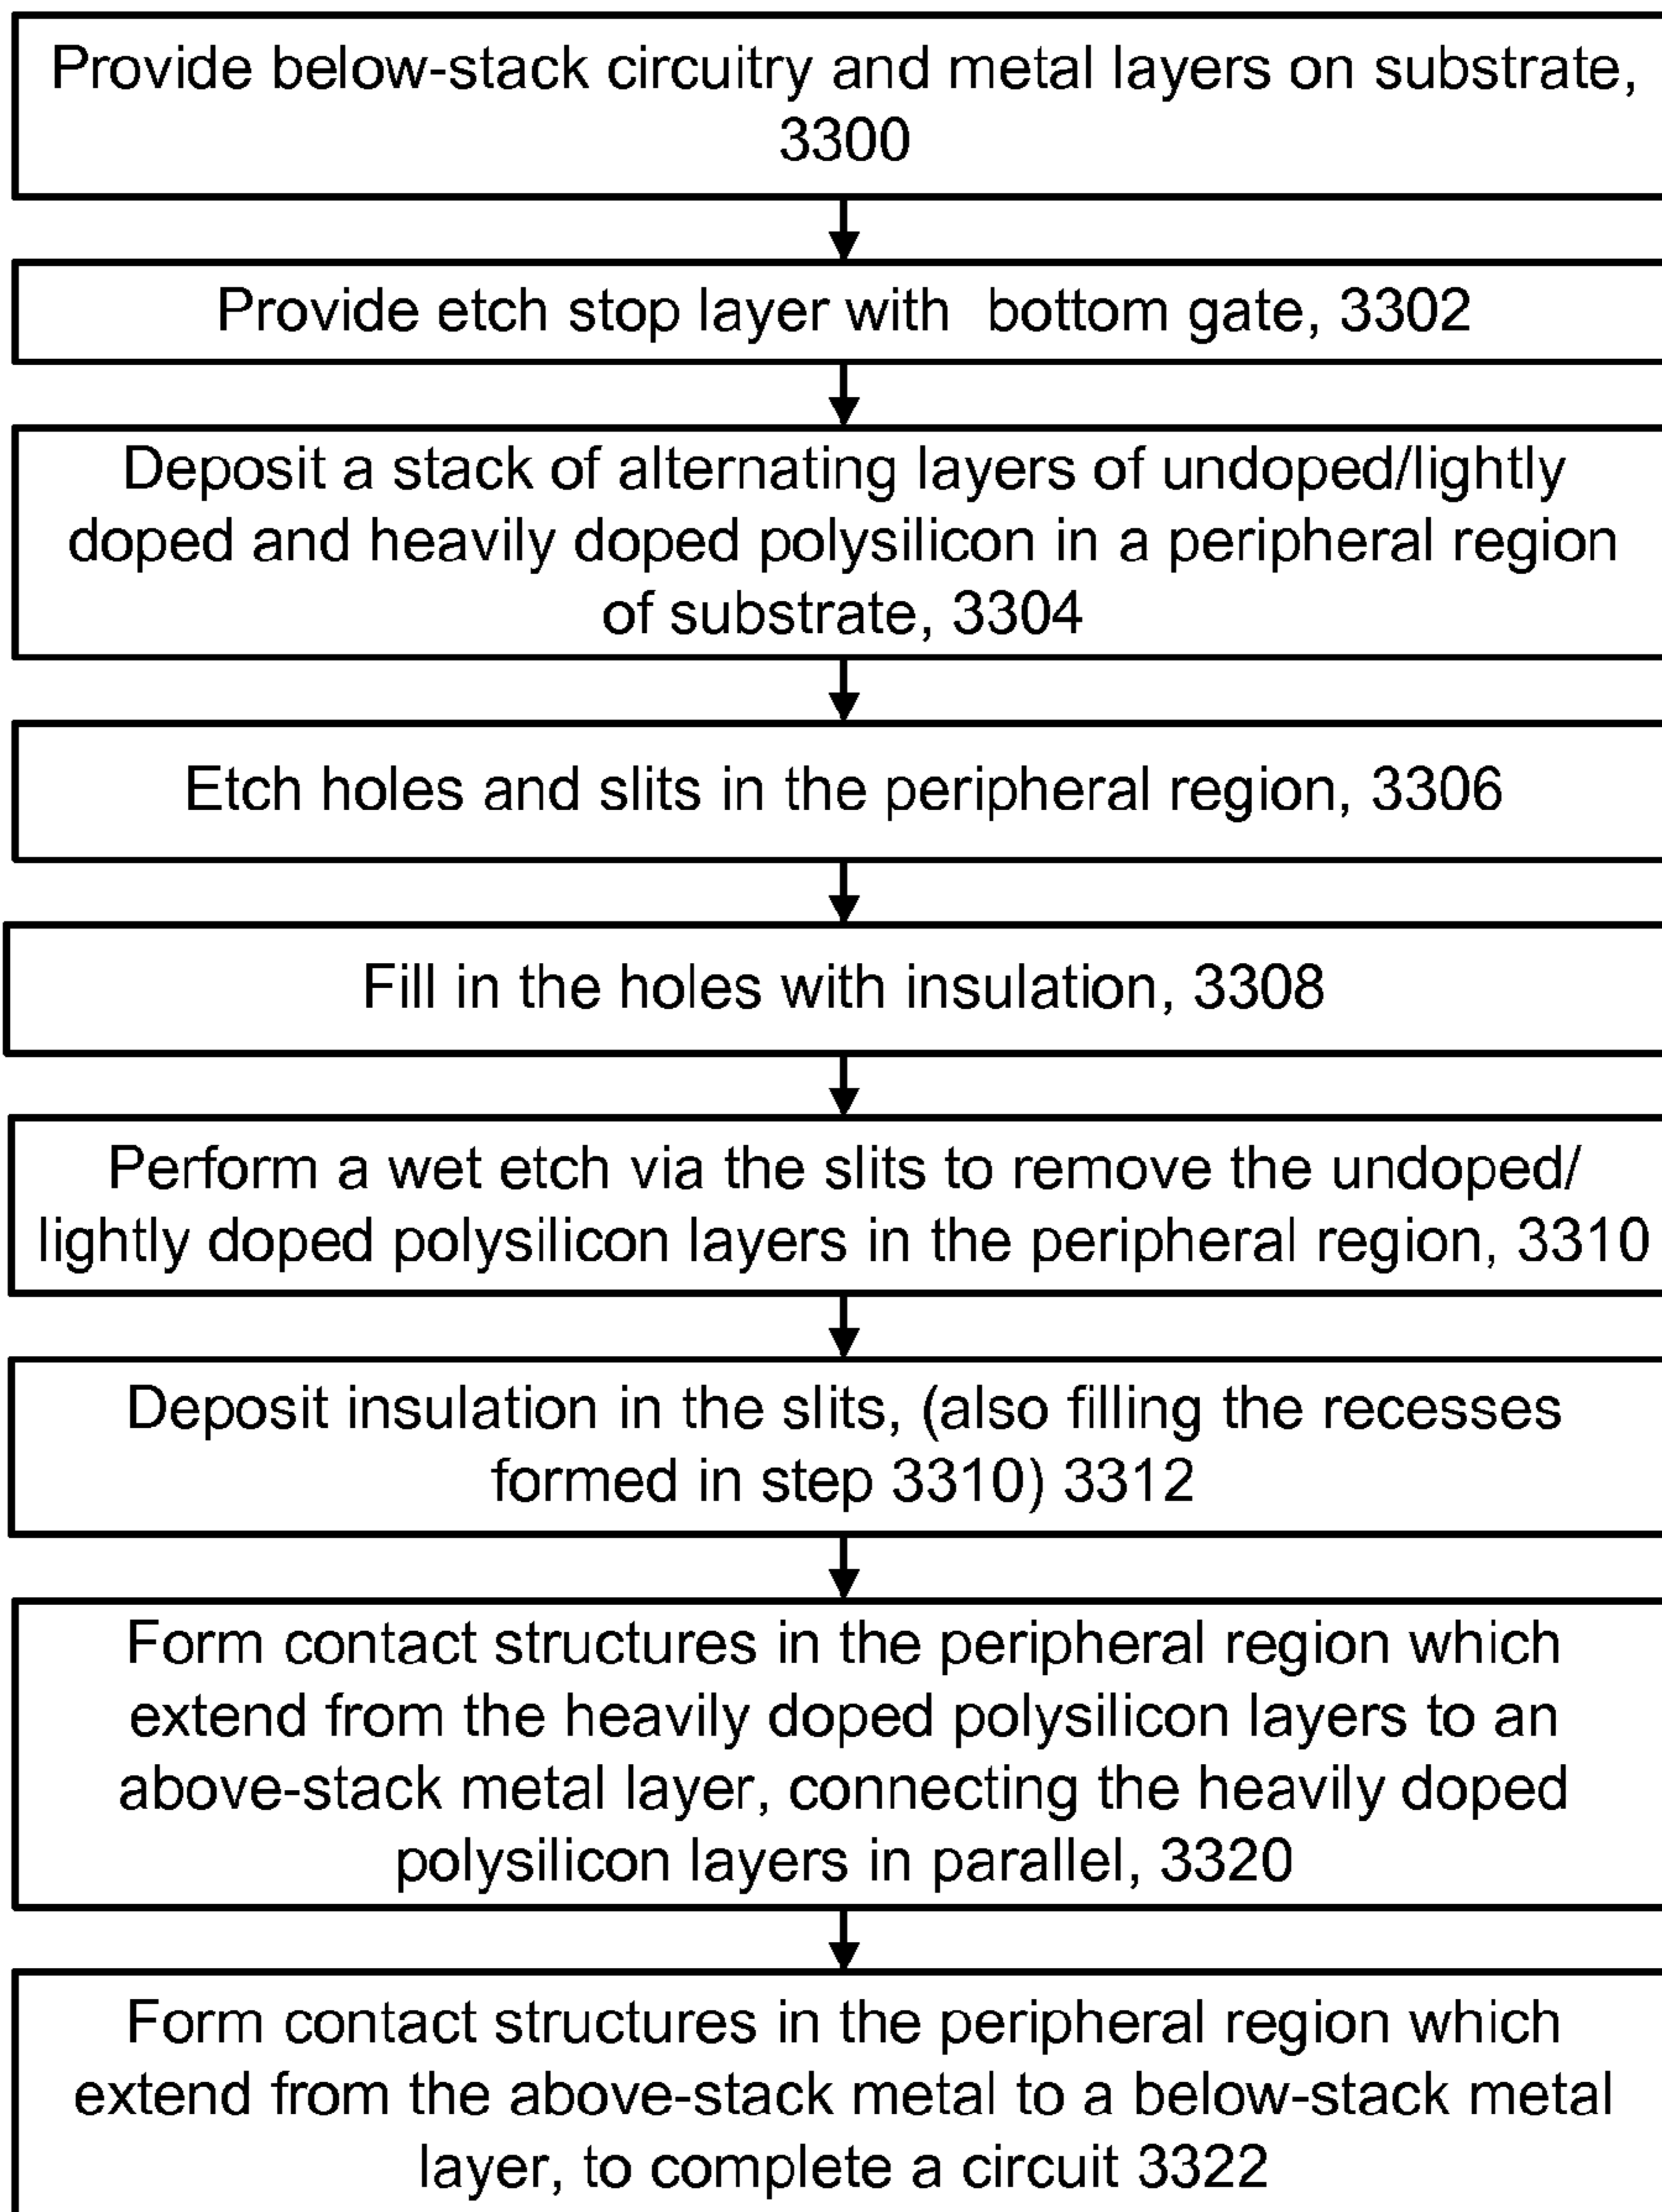 Provide below-stack circuitry and metal layers on substrate,
3300
Provide etch stop layer with bottom gate, 3302
Deposit a stack of alternating layers of undoped/lightly
doped and heavily doped polysilicon in a peripheral region
of substrate, 3304
Etch holes and slits in the peripheral region, 3306
Fill in the holes with insulation, 3308
Perform a wet etch via the slits to remove the undoped/
lightly doped polysilicon layers in the peripheral region, 3310
Deposit insulation in the slits, (also filling the recesses
formed in step 3310) 3312
Form contact structures in the peripheral region which
extend from the heavily doped polysilicon layers to an
above-stack metal layer, connecting the heavily doped
polysilicon layers in parallel, 3320
Form contact structures in the peripheral region which
extend from the above-stack metal to a below-stack metal
layer, to complete a circuit 3322